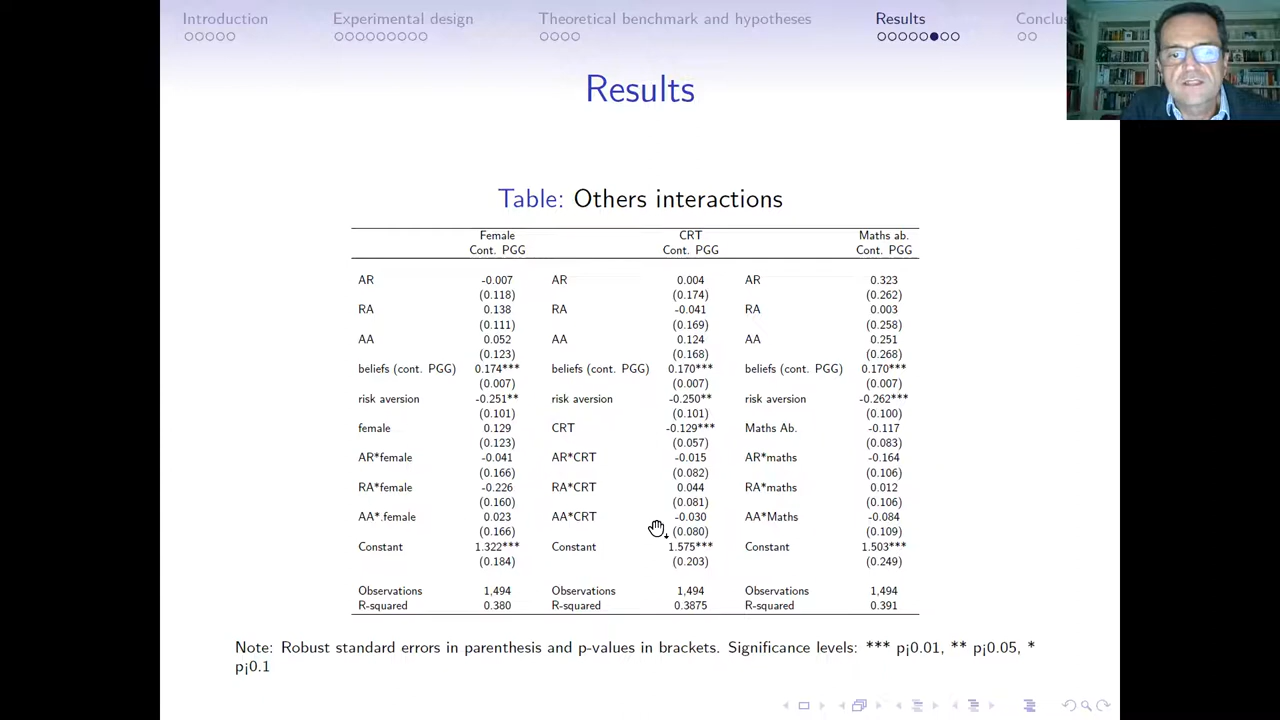 Introduction Experimental design Theoretical benchmark and hypotheses Results Conclus
Results
Table: Others interactions
Female CRT Maths ab.
Cont. PGG Cont. PGG Cont. PGG
AR -0.007 AR 0.004 AR 0.323
(0.118) (0.174) (0.262)
RA 0.138 RA -0.041 RA 0.003
(0.111) (0.169) (0.258)
AA 0.052 AA 0.124 AA 0.251
(0.123) (0.168) (0.268)
beliefs (cont. PGG) 0.174*** beliefs (cont. PGG) 0.170*** beliefs (cont. PGG) 0.170***
(0.007) (0.007) (0.007)
risk aversion -0.251** risk aversion -0.250** risk aversion -0.262***
(0.101) (0.101) (0.100)
female 0.129 CRT -0.129*** Maths Ab. -0.117
(0.123) (0.057) (0.083)
AR*female -0.041 AR*CRT -0.015 AR*maths -0.164
(0.166) (0.082) (0.106)
RA*female -0.226 RA*CRT 0.044 RA*maths 0.012
(0.160) (0.081) (0.106)
AA*.female 0.023 AA*CRT -0.030 AA*Maths -0.084
(0.166) (0.080) (0.109)
Constant 1.322*** Constant 1.575*** Constant 1.503***
(0.184) (0.203) (0.249)
Observations 1,494 Observations 1,494 Observations 1,494
R-squared 0.380 R-squared 0.3875 R-squared 0.391
Note: Robust standard errors in parenthesis and p-values in brackets. Significance levels: *** p¡0.01, ** p¡0.05, *
p¡0.1